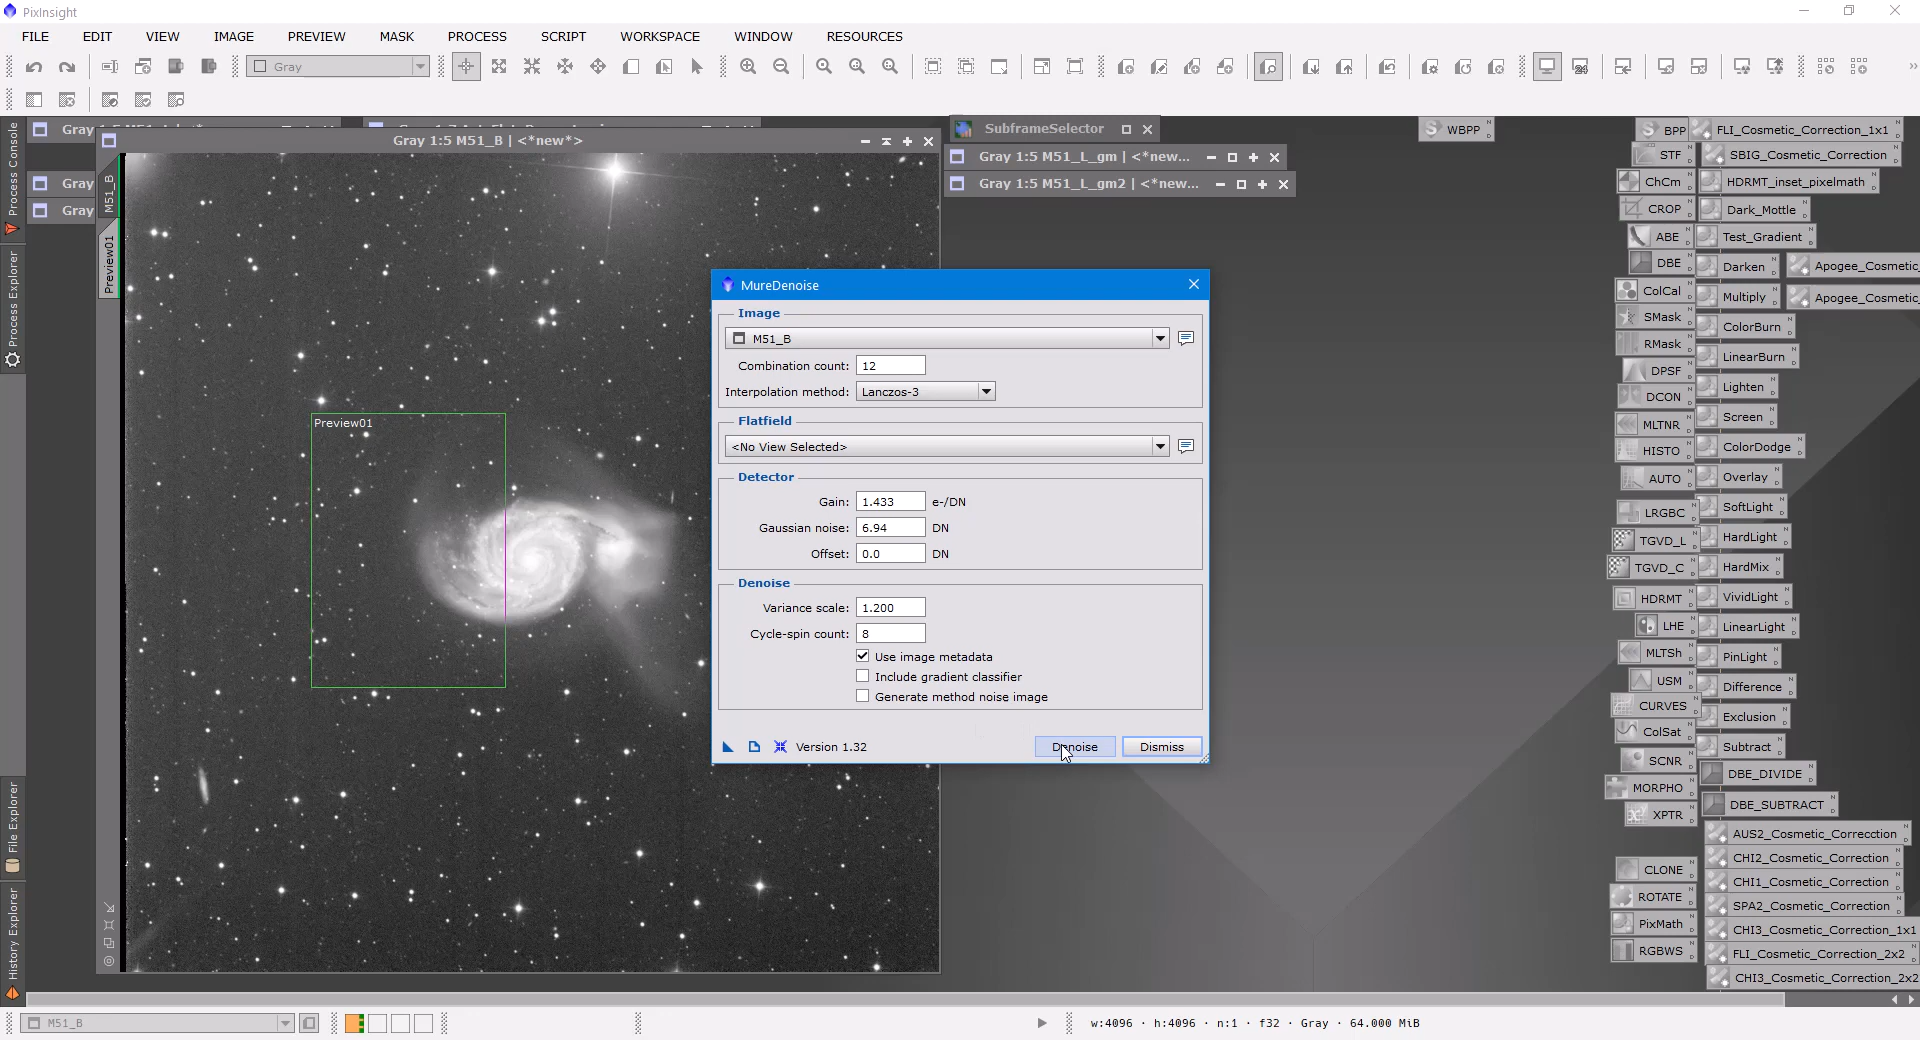 PixInsight
FILE EDIT VIEW IMAGE PREVIEW MASK PROCESS SCRIPT WORKSPACE WINDOW RESOURCES
Gray
Process Console
Process Explorer
File Explorer
History Explorer
Gray
Gray
Gray 1:5 M51_B | <*new*>
M51_B
Preview01
Preview01
SubframeSelector
Gray 1:5 M51_L_gm | <*new...
Gray 1:5 M51_L_gm2 | <*new...
WBPP
MureDenoise
Image
M51_B
Combination count: 12
Interpolation method: Lanczos-3
Flatfield
<No View Selected>
Detector
Gain: 1.433 e-/DN
Gaussian noise: 6.94 DN
Offset: 0.0 DN
Denoise
Variance scale: 1.200
Cycle-spin count: 8
Use image metadata
Include gradient classifier
Generate method noise image
Version 1.32
Denoise Dismiss
BPP
STF
ChCm
CROP
ABE
DBE
ColCal
SMask
RMask
DPSF
DCON
MLTNR
HISTO
AUTO
LRGBC
TGVD_L
TGVD_C
HDRMT
LHE
MLTSh
USM
CURVES
ColSat
SCNR
MORPHO
XPTR
CLONE
ROTATE
PixMath
RGBWS
FLI_Cosmetic_Correction_1x1
SBIG_Cosmetic_Correction
HDRMT_inset_pixelmath
Dark_Mottle
Test_Gradient
Darken
Apogee_Cosmetic_
Multiply
Apogee_Cosmetic_
ColorBurn
LinearBurn
Lighten
Screen
ColorDodge
Overlay
SoftLight
HardLight
HardMix
VividLight
LinearLight
PinLight
Difference
Exclusion
Subtract
DBE_DIVIDE
DBE_SUBTRACT
AUS2_Cosmetic_Correcction
CHI2_Cosmetic_Correction
CHI1_Cosmetic_Correction
SPA2_Cosmetic_Correction
CHI3_Cosmetic_Correction_1x1
FLI_Cosmetic_Correction_2x2
CHI3_Cosmetic_Correction_2x2
M51_B
w:4096 · h:4096 · n:1 · f32 · Gray · 64.000 MiB